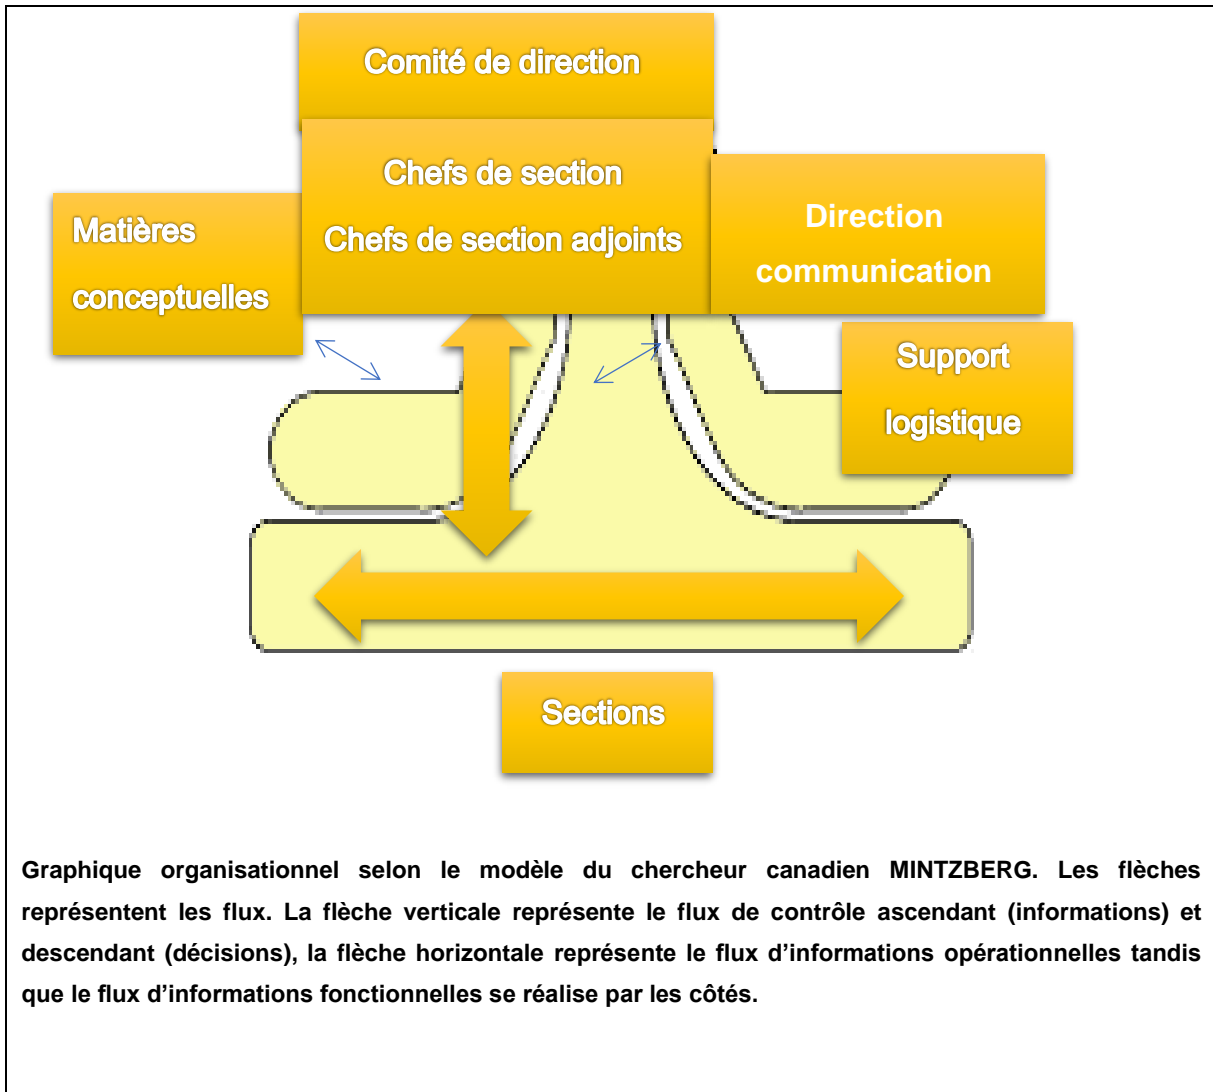 Comité de direction
Chefs de section
Chefs de section adjoints
Matières
conceptuelles
Direction
communication
Support
logistique
Sections
Graphique organisationnel selon le modèle du chercheur canadien MINTZBERG. Les flèches
représentent les flux. La flèche verticale représente le flux de contrôle ascendant (informations) et
descendant (décisions), la flèche horizontale représente le flux d’informations opérationnelles tandis
que le flux d’informations fonctionnelles se réalise par les côtés.